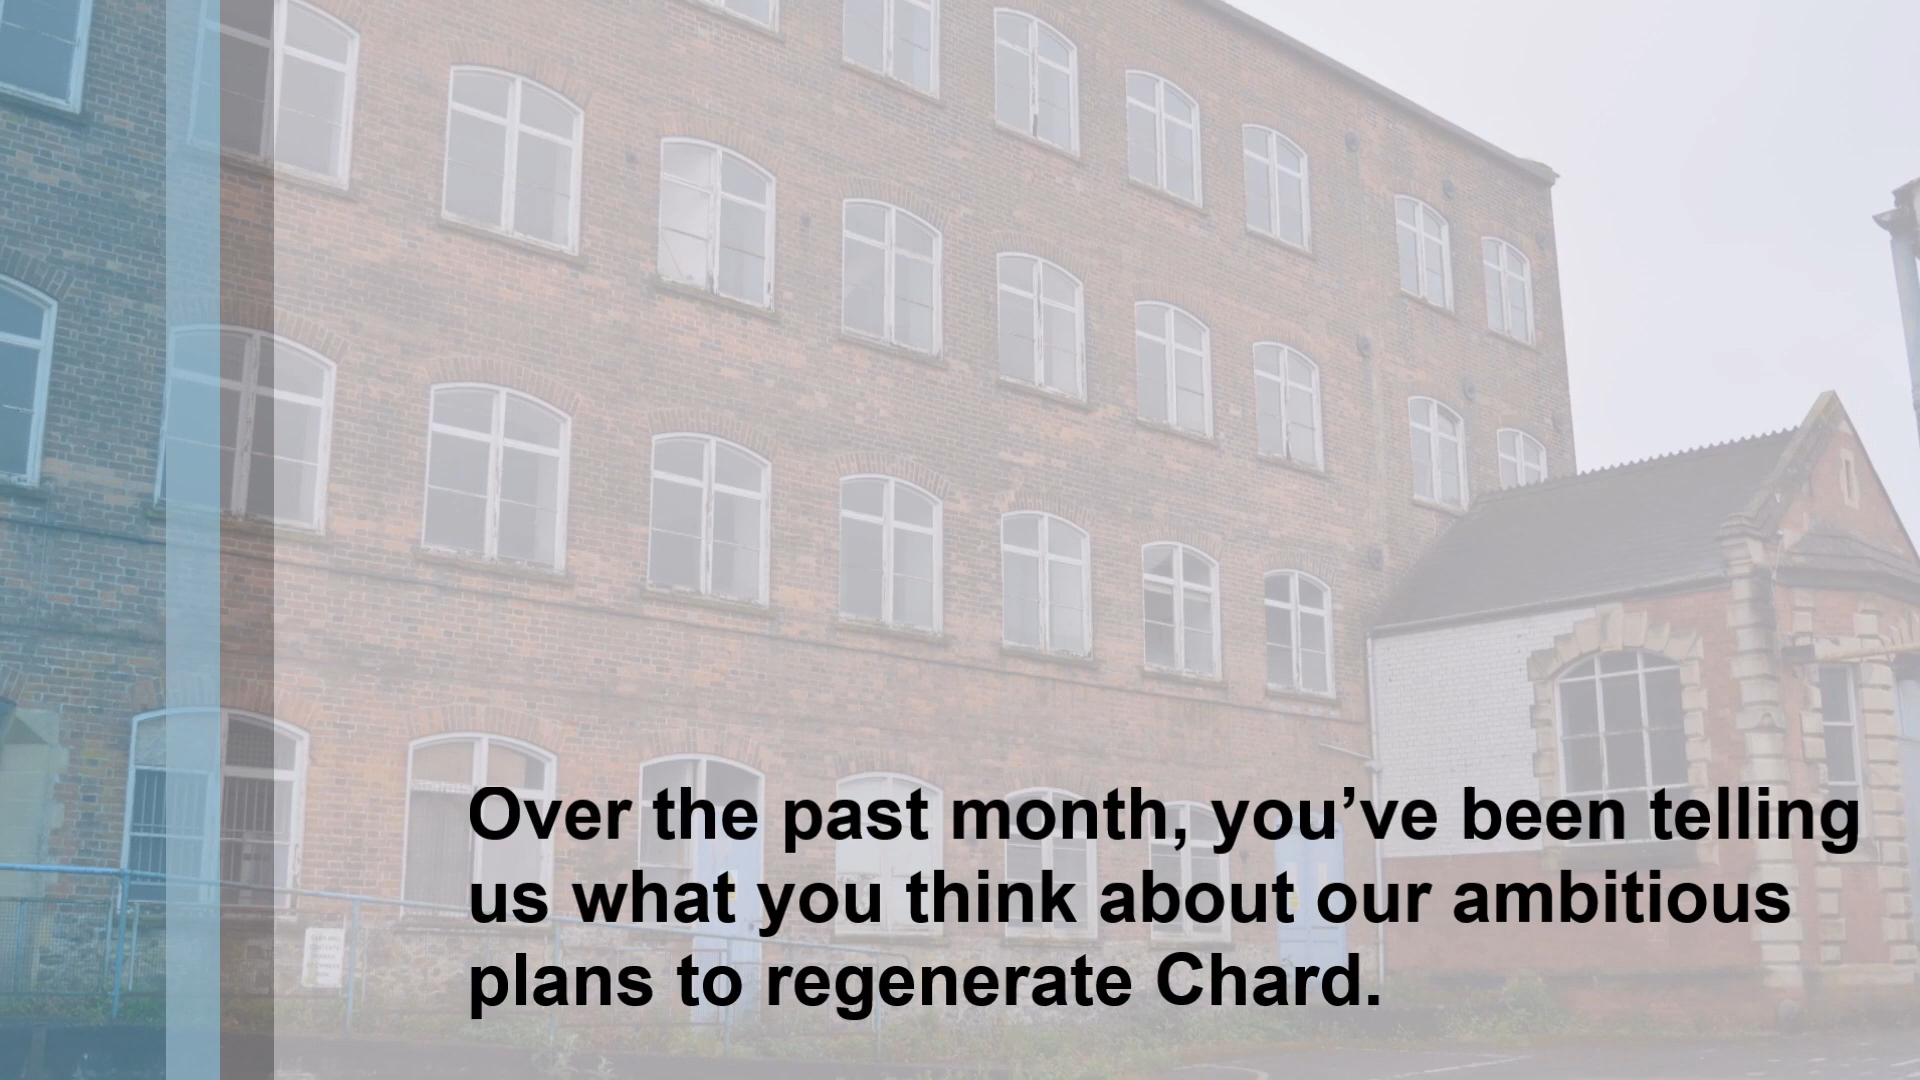 Over the past month, you’ve been telling
us what you think about our ambitious
plans to regenerate Chard.